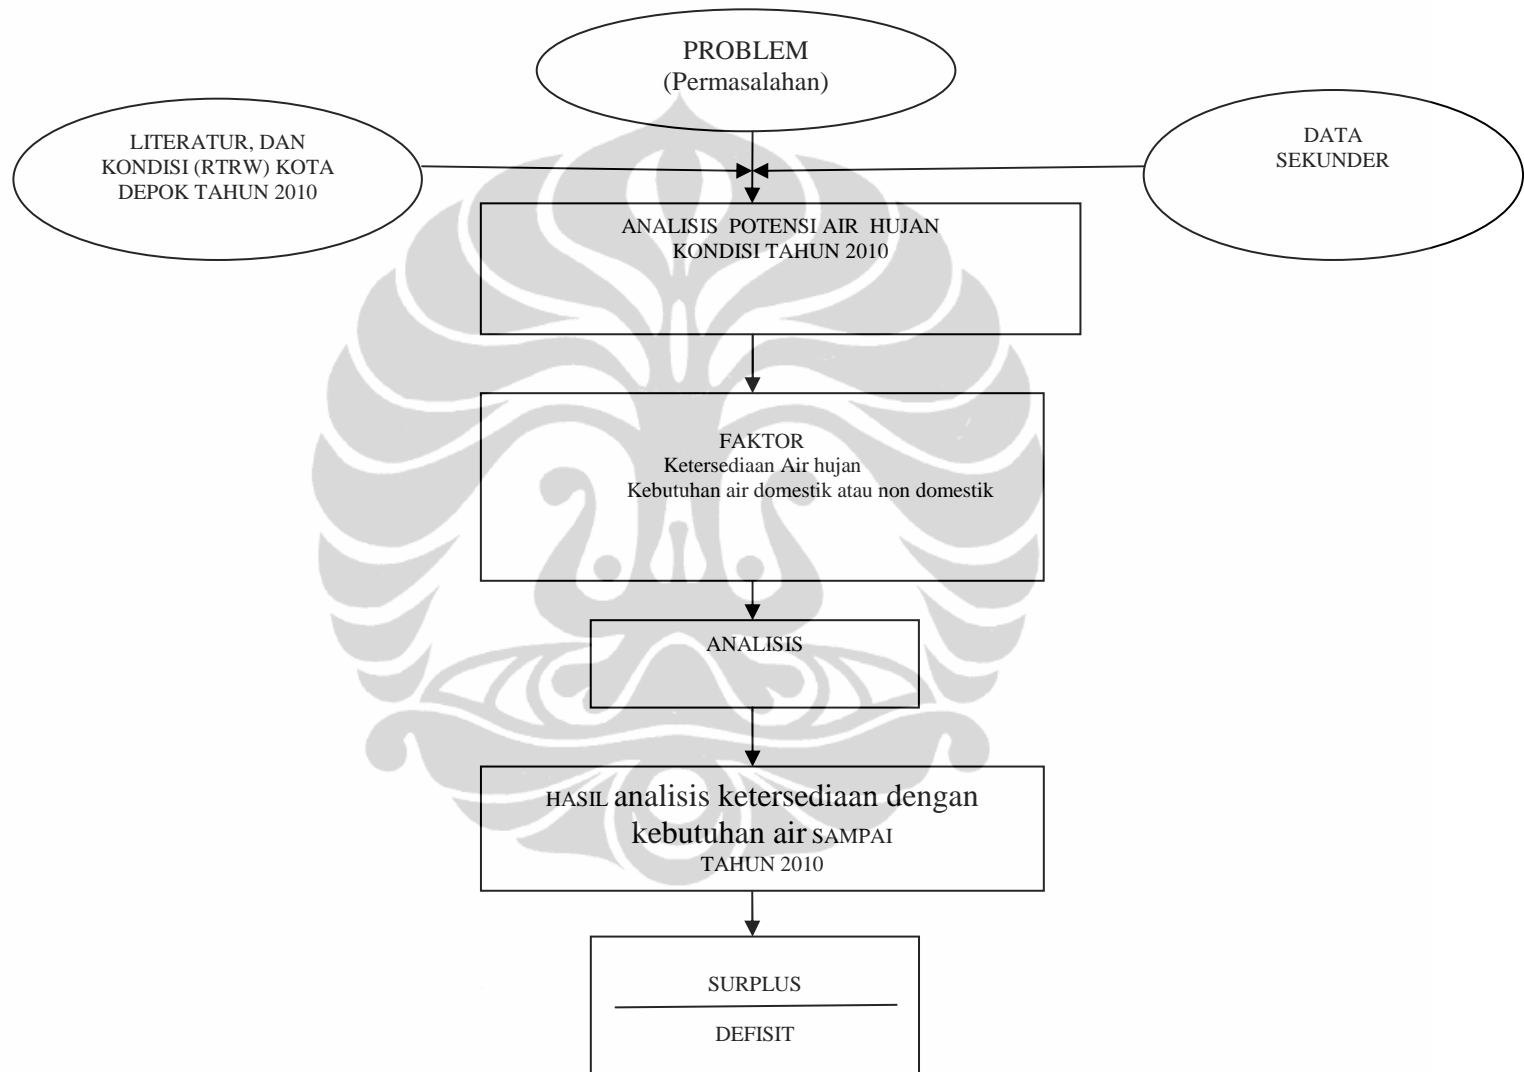 PROBLEM
(Permasalahan)
LITERATUR, DAN
KONDISI (RTRW) KOTA
DEPOK TAHUN 2010
DATA
SEKUNDER
ANALISIS POTENSI AIR HUJAN
KONDISI TAHUN 2010
FAKTOR
Ketersediaan Air hujan
Kebutuhan air domestik atau non domestik
ANALISIS
HASIL analisis ketersediaan dengan
kebutuhan air SAMPAI
TAHUN 2010
SURPLUS
DEFISIT